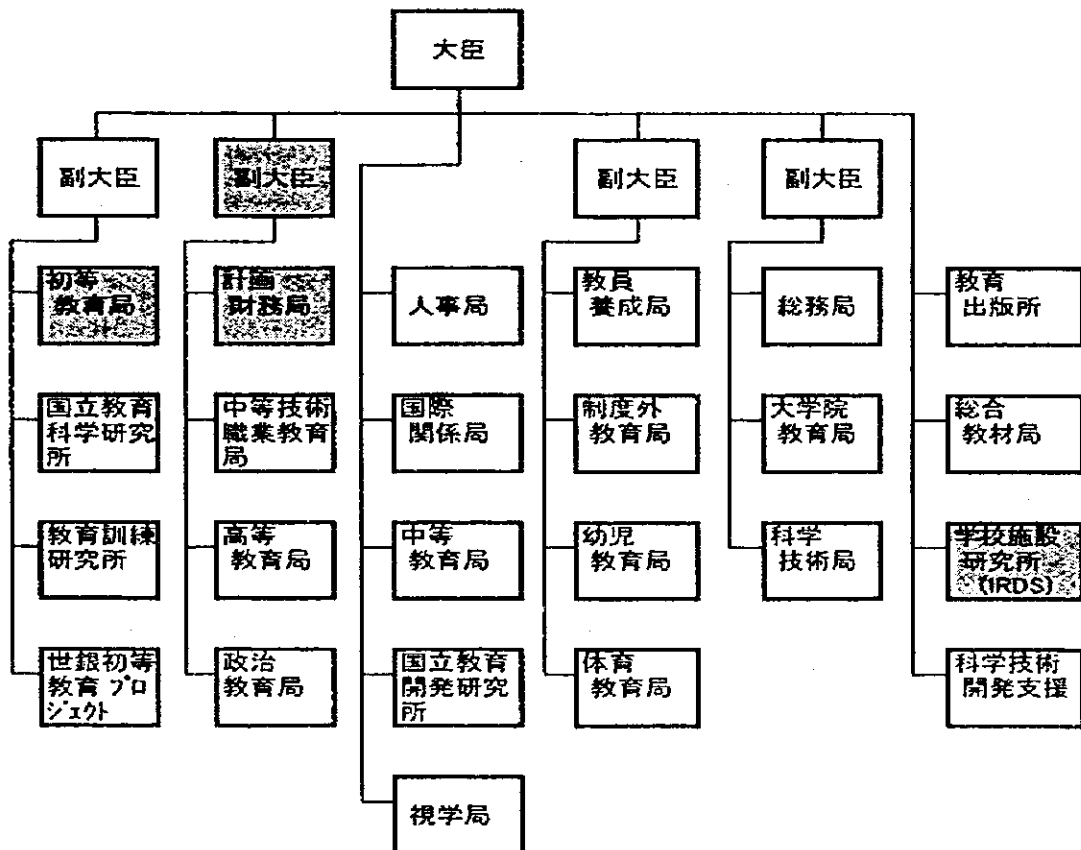 大臣
副大臣
副大臣
副大臣
副大臣
初等
教育局
計画
財務局
人事局
教員
養成局
総務局
教育
出版所
国立教育
科学研究
所
中等技術
職業教育
局
国際
関係局
制度外
教育局
大学院
教育局
総合
教材局
教育訓練
研究所
高等
教育局
中等
教育局
幼児
教育局
科学
技術局
学校施設
研究所
(IRDS)
世銀初等
教育プロ
ジェクト
政治
教育局
国立教育
開発研究
所
体育
教育局
科学技術
開発支援
視学局